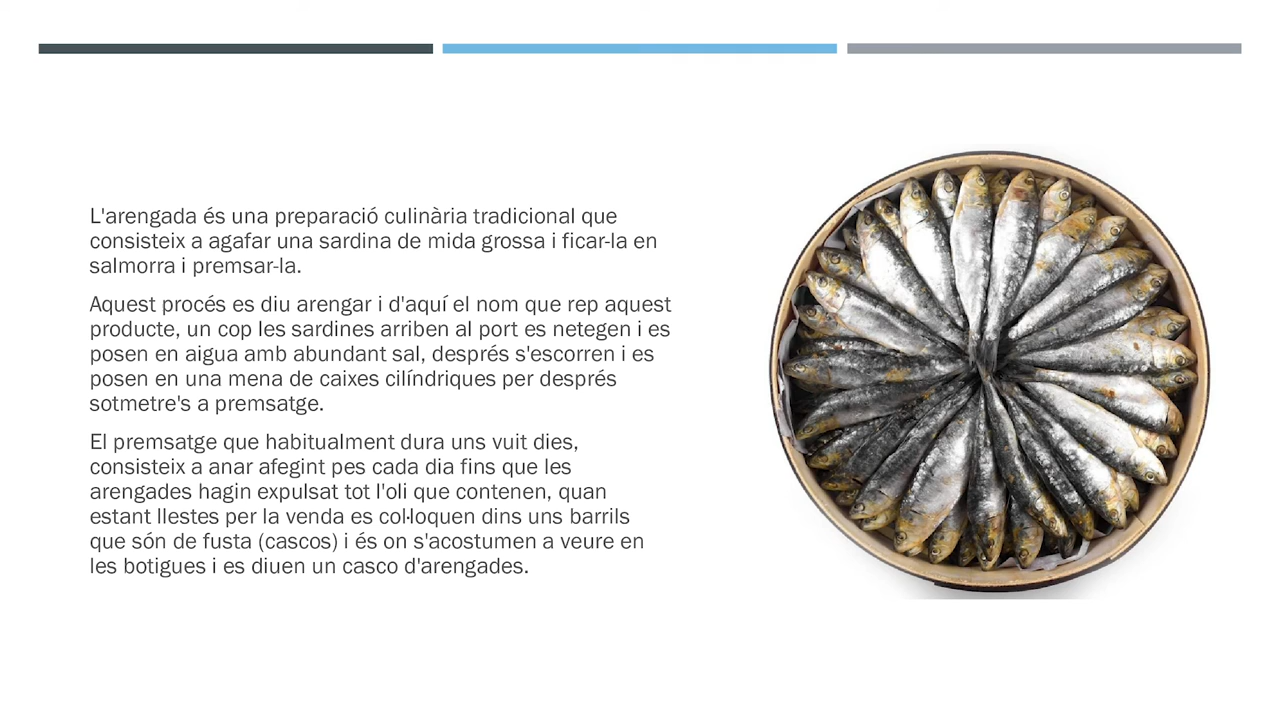 L'arengada és una preparació culinària tradicional que
consisteix a agafar una sardina de mida grossa i ficar-la en
salmorra i premsar-la.
Aquest procés es diu arengar i d'aquí el nom que rep aquest
producte, un cop les sardines arriben al port es netegen i es
posen en aigua amb abundant sal, després s'escorren i es
posen en una mena de caixes cilíndriques per després
sotmetre's a premsatge.
El premsatge que habitualment dura uns vuit dies,
consisteix a anar afegint pes cada dia fins que les
arengades hagin expulsat tot l'oli que contenen, quan
estant llestes per la venda es col·loquen dins uns barrils
que són de fusta (cascos) i és on s'acostumen a veure en
les botigues i es diuen un casco d'arengades.